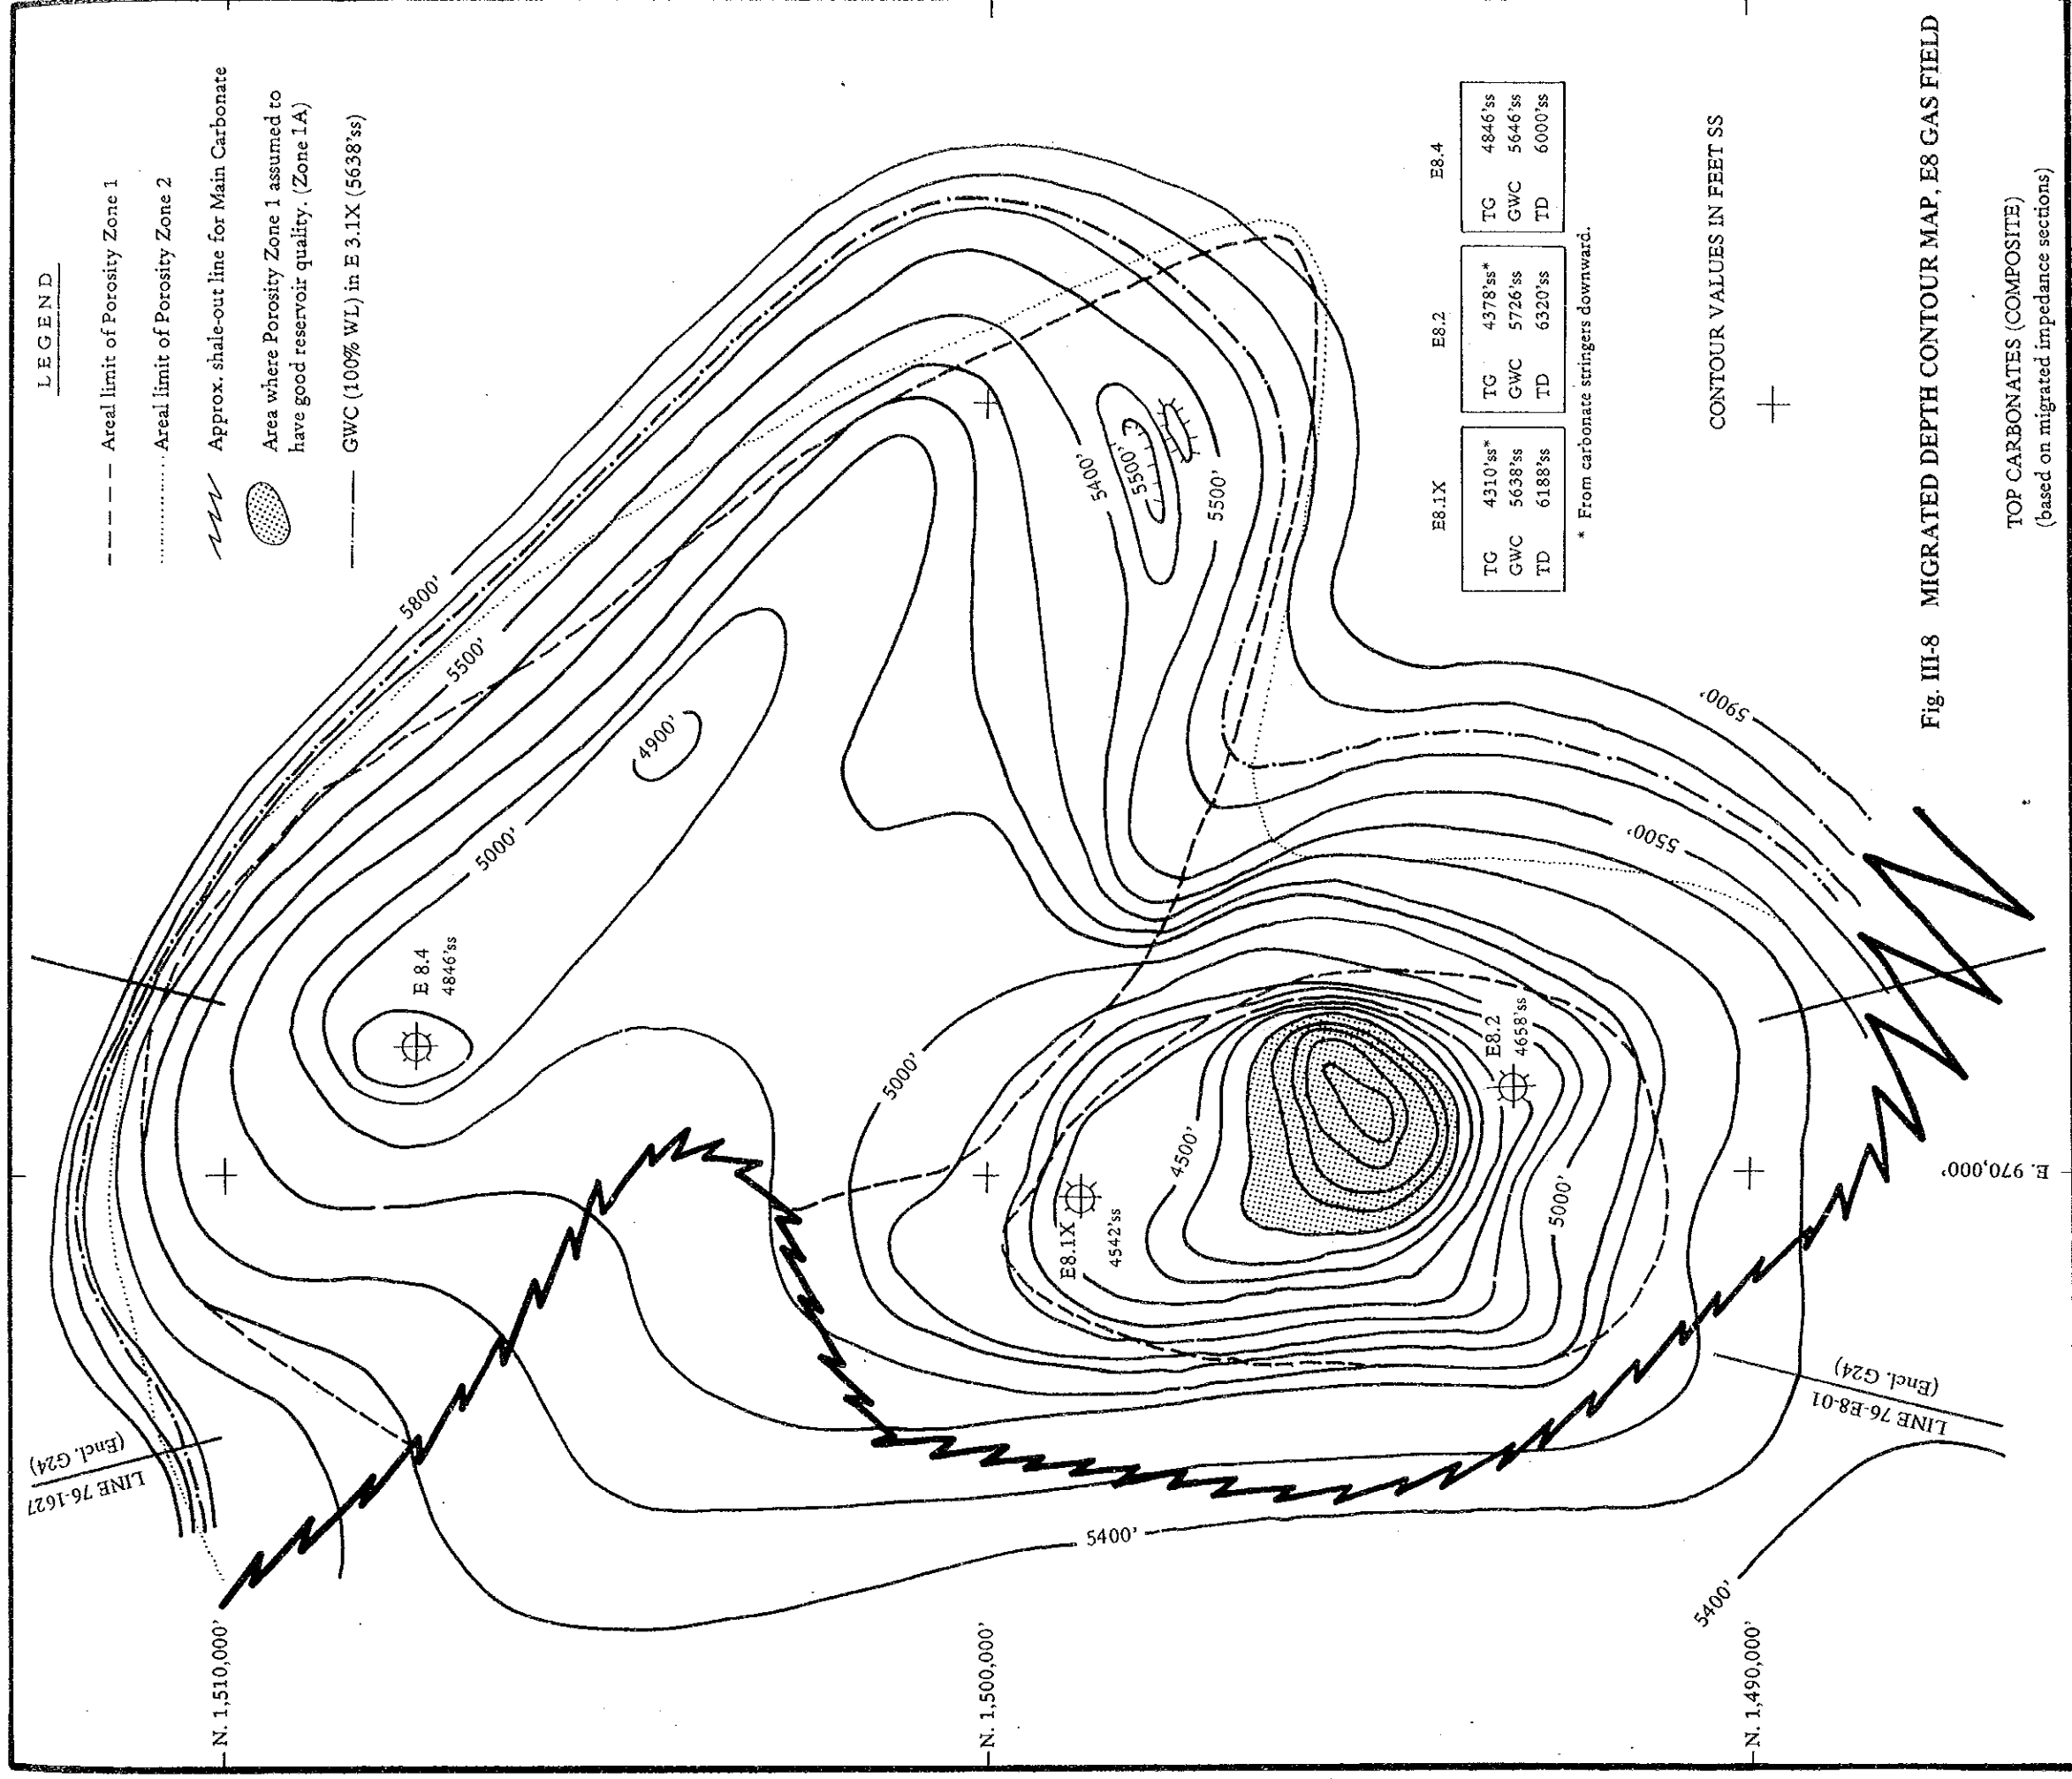 LEGEND
Areal limit of Porosity Zone 1
Areal limit of Porosity Zone 2
Approx. shale-out line for Main Carbonate
Area where Porosity Zone 1 assumed to
have good reservoir quality. (Zone 1A)
GWC (100% WL) in E 3.1X (5638'ss)
LINE 76-1627
(Encl. G24)
N. 1,510,000'
N. 1,500,000'
N. 1,490,000'
E. 970,000'
5800'
5500'
5000'
4900'
E 8.4
4846'ss
5000'
5400'
5500'
5500'
E8.1X
4542'ss
4500'
E8.2
4658'ss
5000'
5400'
5400'
5500'
5900'
LINE 76-E8-01
(Encl. G24)
E8.1X
TG 4310'ss*
GWC 5638'ss
TD 6188'ss
E8.2
TG 4378'ss*
GWC 5726'ss
TD 6320'ss
E8.4
TG 4846'ss
GWC 5646'ss
TD 6000'ss
* From carbonate stringers downward.
CONTOUR VALUES IN FEET SS
Fig. III-8 MIGRATED DEPTH CONTOUR MAP, E8 GAS FIELD
TOP CARBONATES (COMPOSITE)
(based on migrated impedance sections)